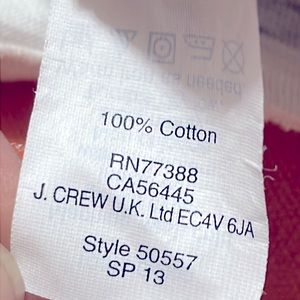 100% Cotton
RN77388
CA56445
J. CREW U.K. Ltd EC4V 6JA
Style 50557
SP 13